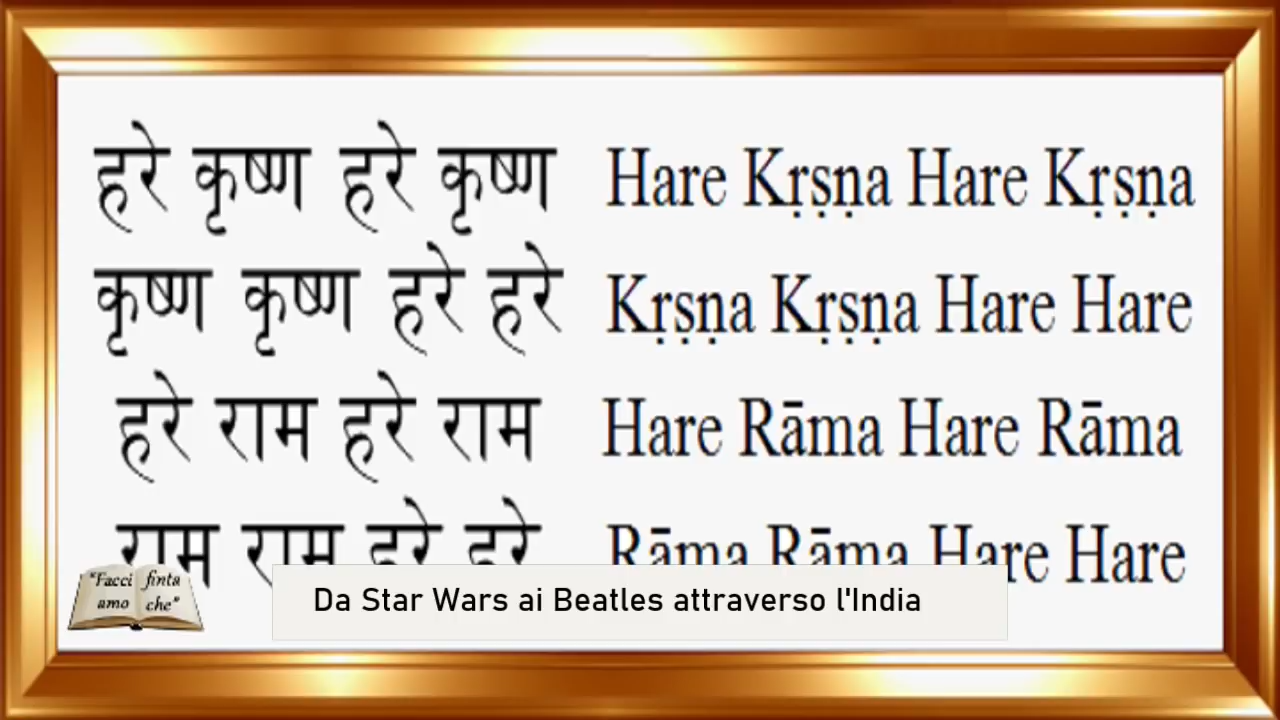 हरे कृष्ण हरे कृष्ण Hare Kṛṣṇa Hare Kṛṣṇa
कृष्ण कृष्ण हरे हरे Kṛṣṇa Kṛṣṇa Hare Hare
हरे राम हरे राम Hare Rāma Hare Rāma
राम राम हरे हरे Rāma Rāma Hare Hare
"Facci finta
amo che"
Da Star Wars ai Beatles attraverso l'India